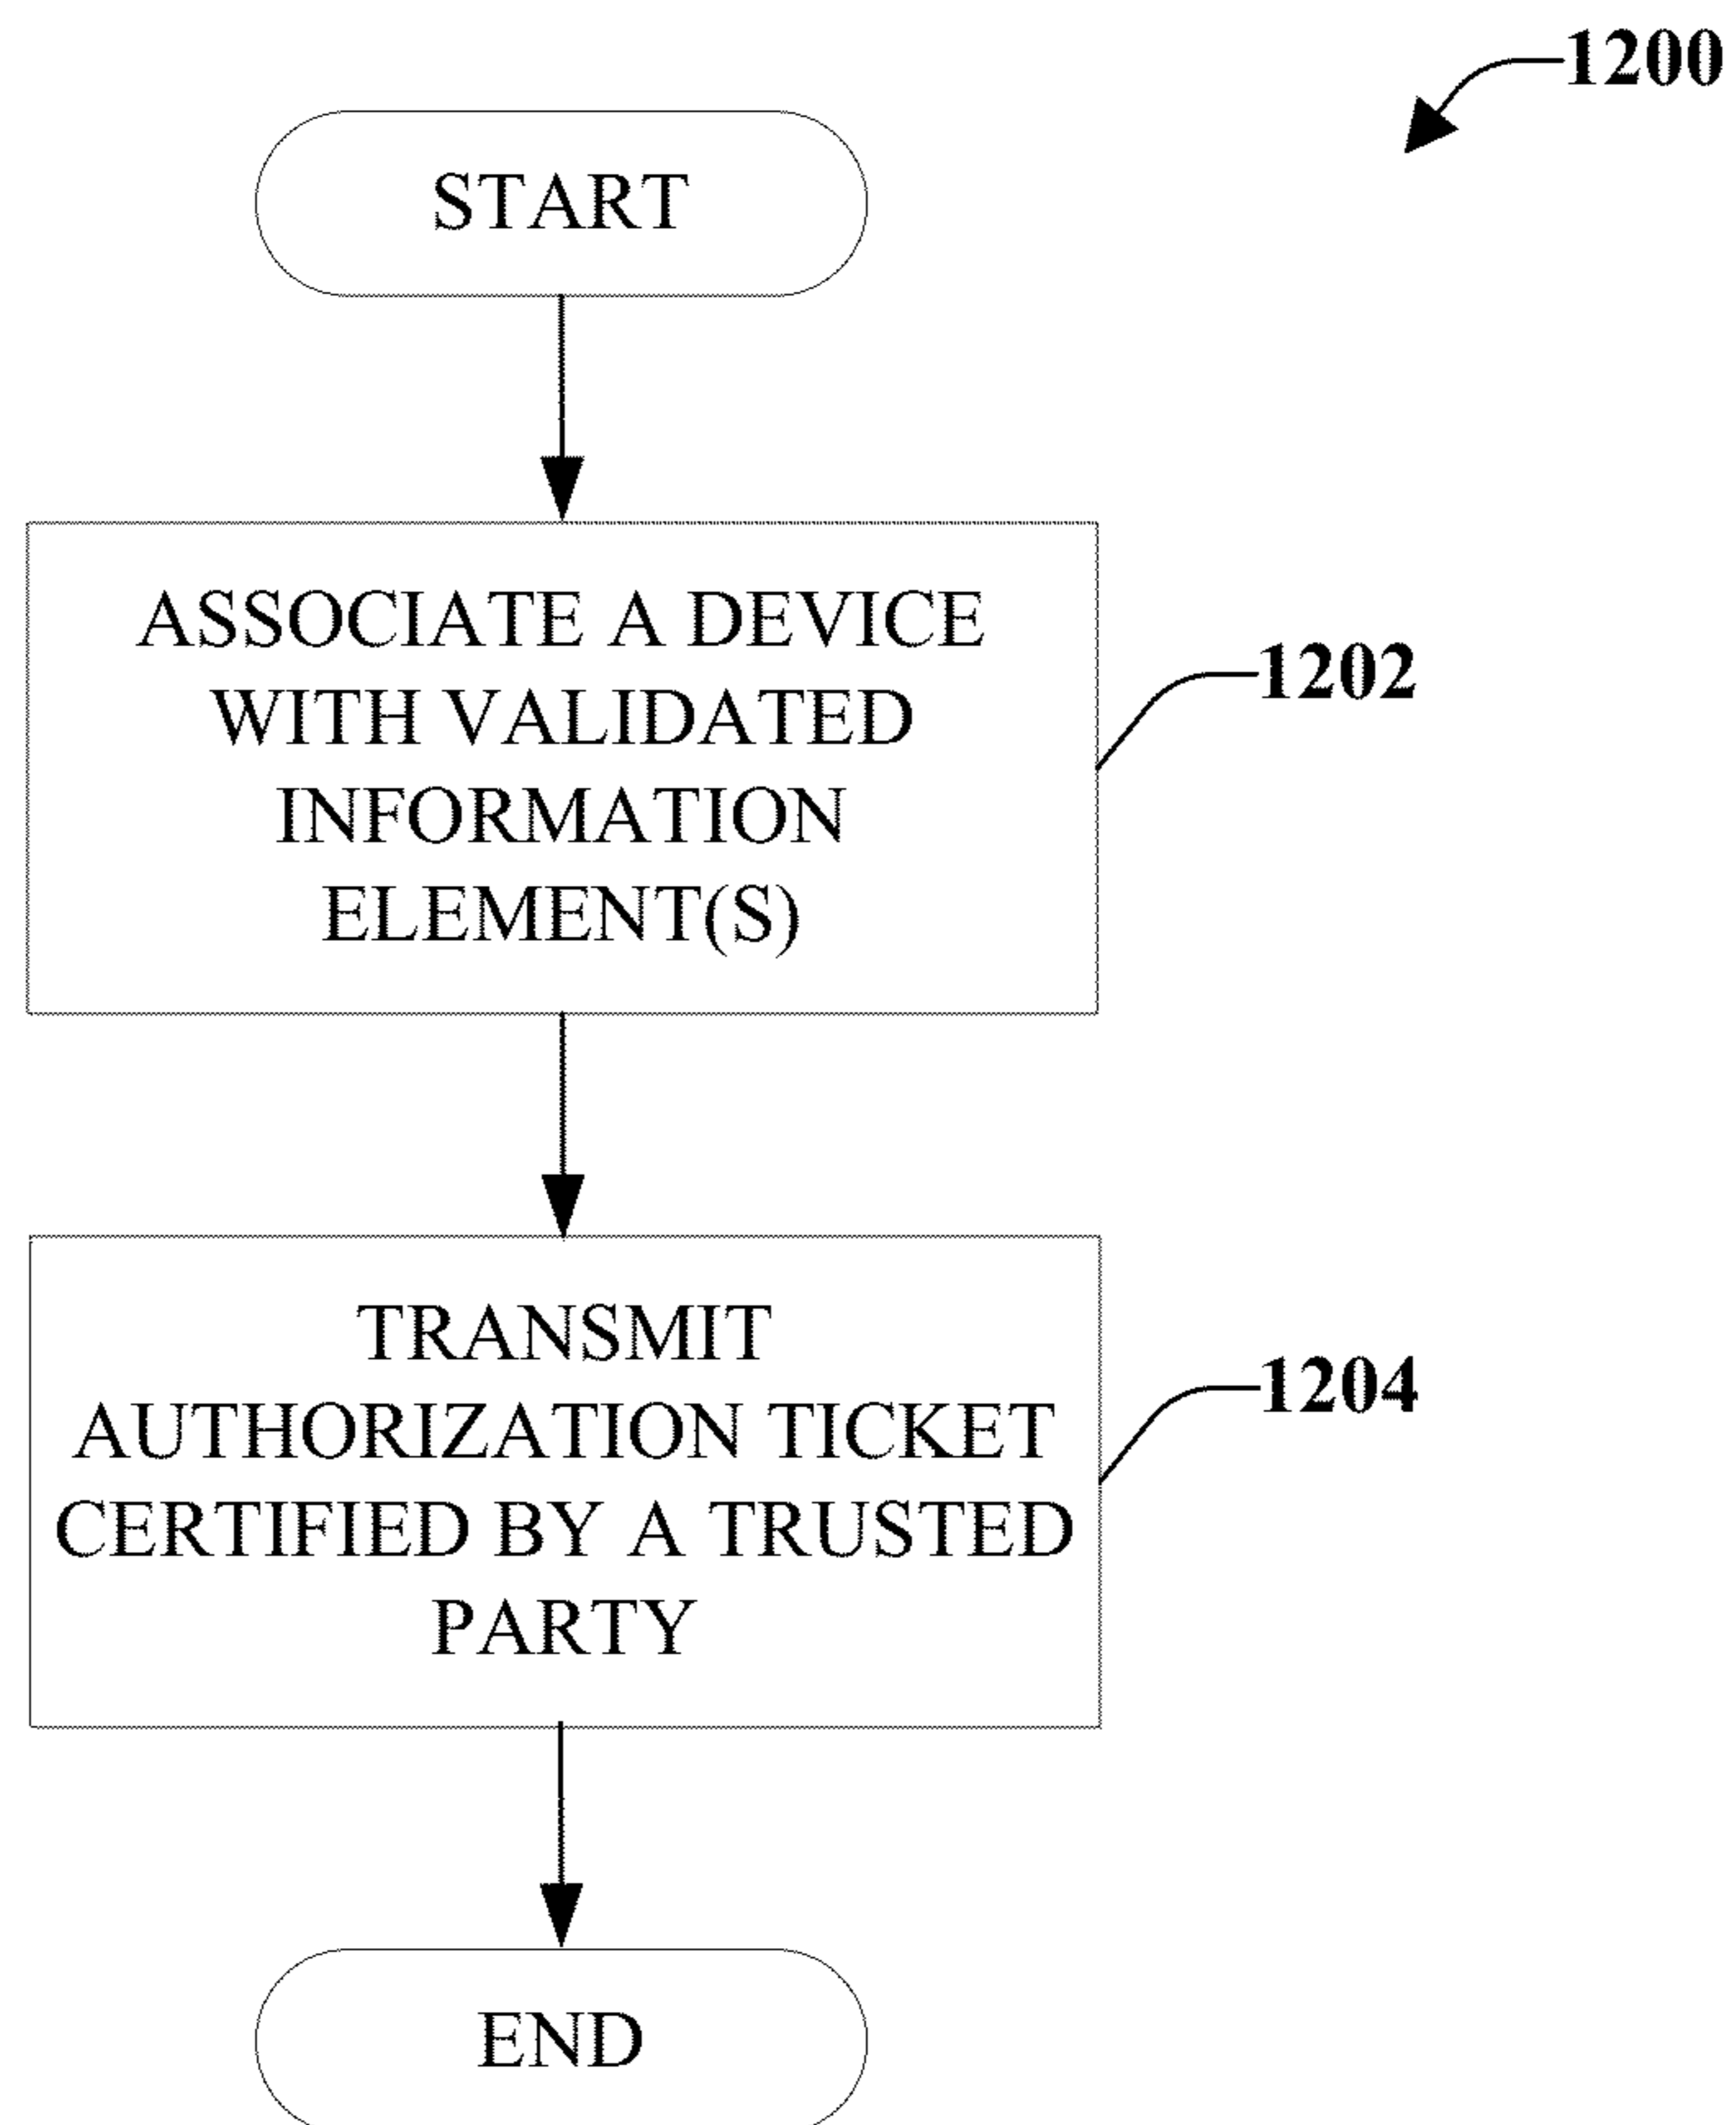 1200
START
ASSOCIATE A DEVICE
WITH VALIDATED
INFORMATION
ELEMENT(S)
1202
TRANSMIT
AUTHORIZATION TICKET
CERTIFIED BY A TRUSTED
PARTY
1204
END